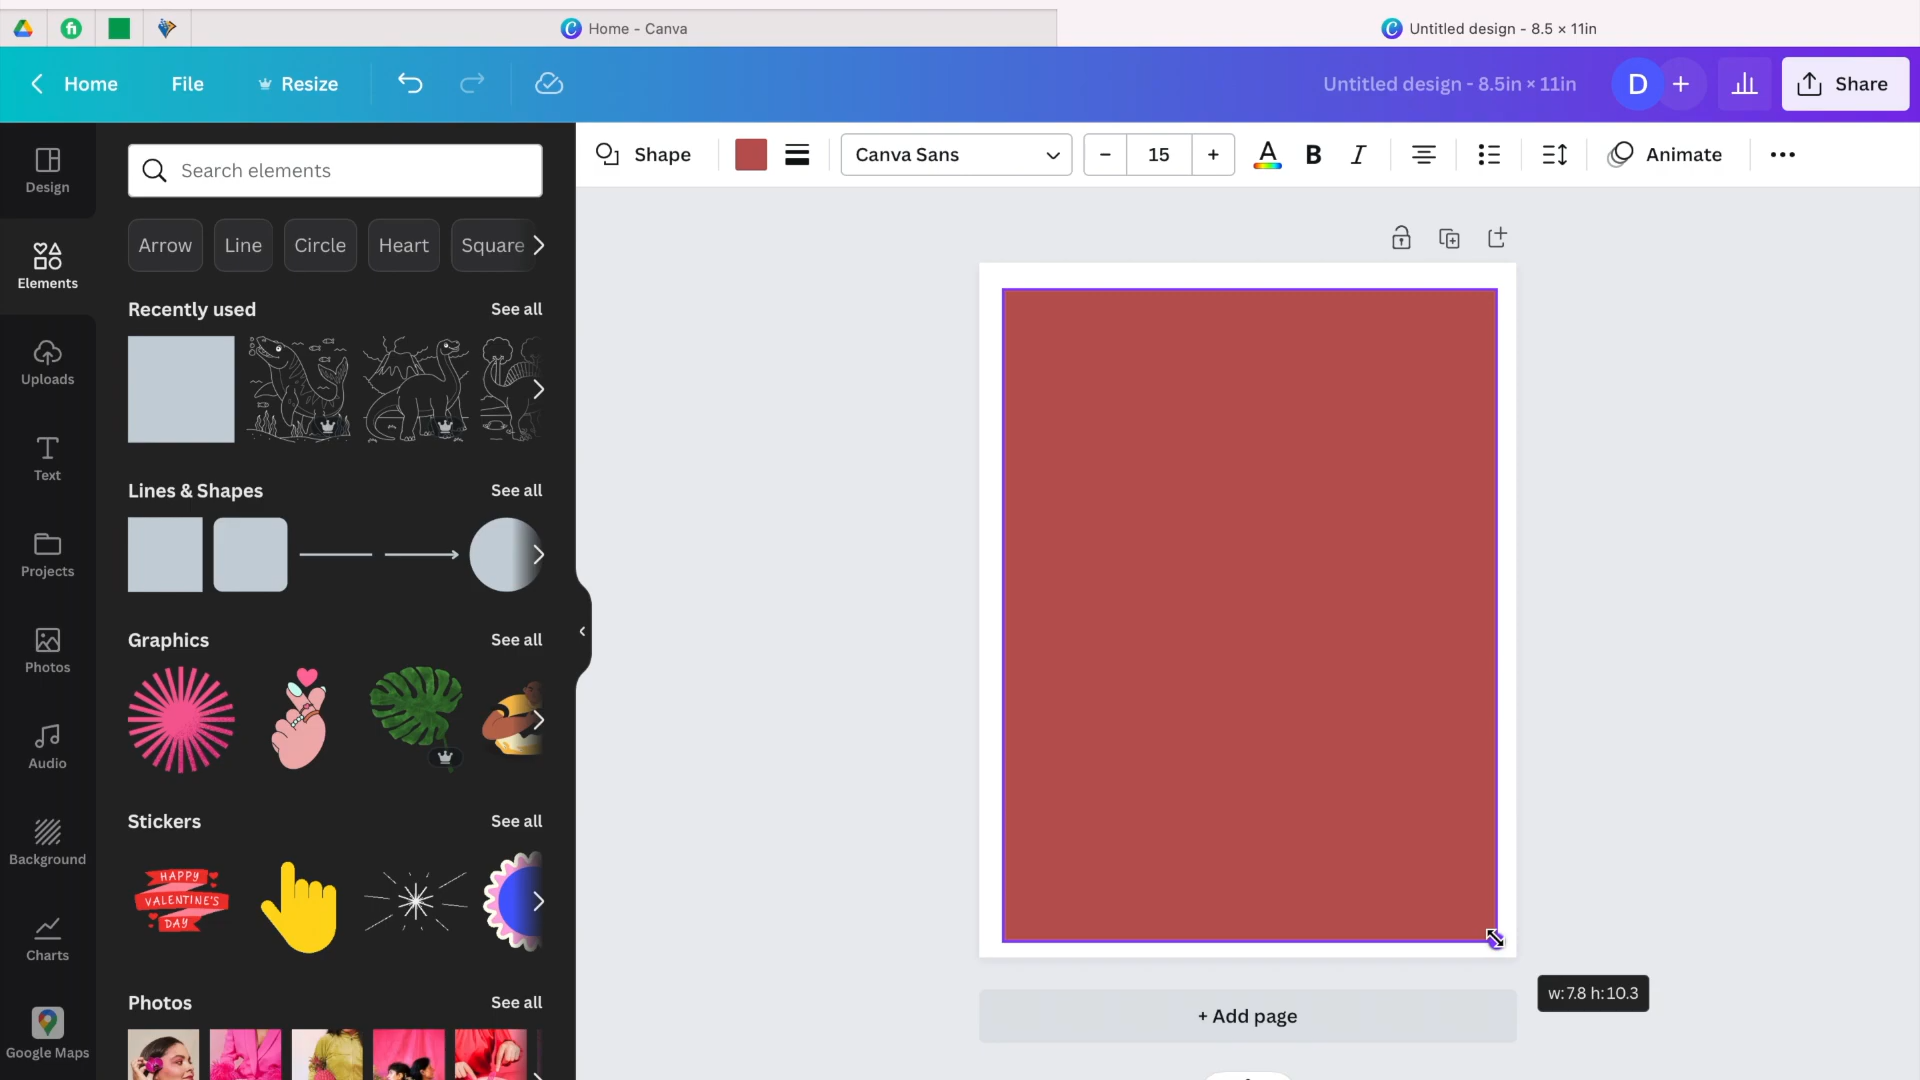 Home - Canva
Untitled design - 8.5 × 11in
Home
File
Resize
Untitled design - 8.5in × 11in
D
+
Share
Design
Elements
Uploads
Text
Projects
Photos
Audio
Background
Charts
Google Maps
Search elements
Arrow
Line
Circle
Heart
Square
Recently used
See all
Lines & Shapes
See all
Graphics
See all
Stickers
See all
HAPPY
VALENTINE'S
DAY
Photos
See all
Shape
Canva Sans
− 15 +
A
B
I
Animate
+ Add page
w:7.8 h:10.3